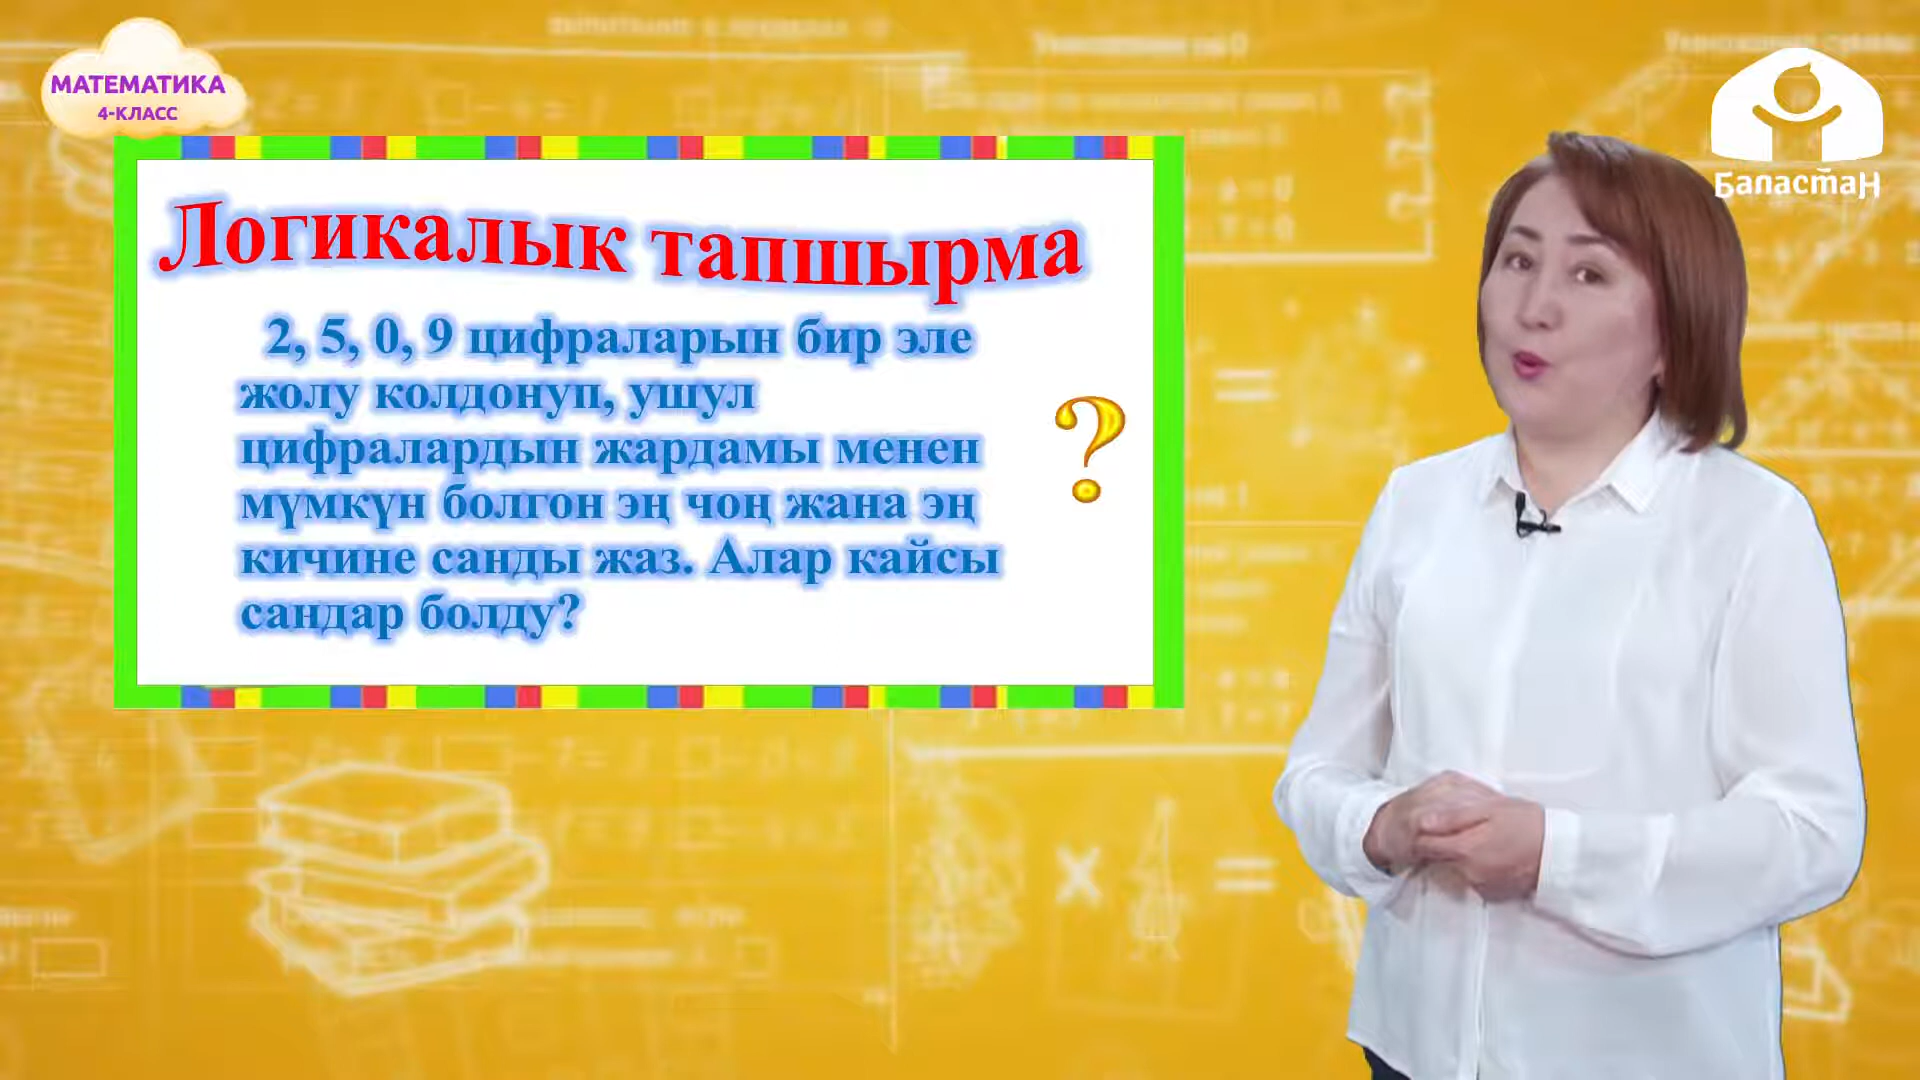 МАТЕМАТИКА
4-КЛАСС
Баластан
Логикалык тапшырма
2, 5, 0, 9 цифраларын бир эле
жолу колдонуп, ушул
цифралардын жардамы менен
мүмкүн болгон эң чоң жана эң
кичине санды жаз. Алар кайсы
сандар болду?
?